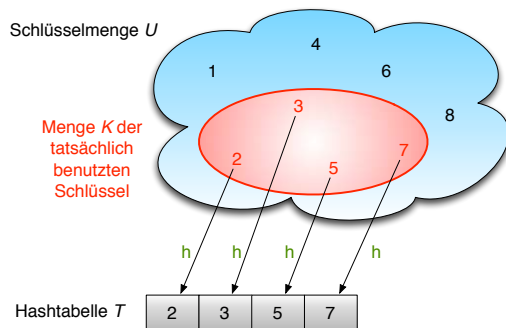 Schlüsselmenge U
4
1
6
3
8
Menge K der
tatsächlich
benutzten
Schlüssel
2
5
7
h h h h
Hashtabelle T
2 3 5 7